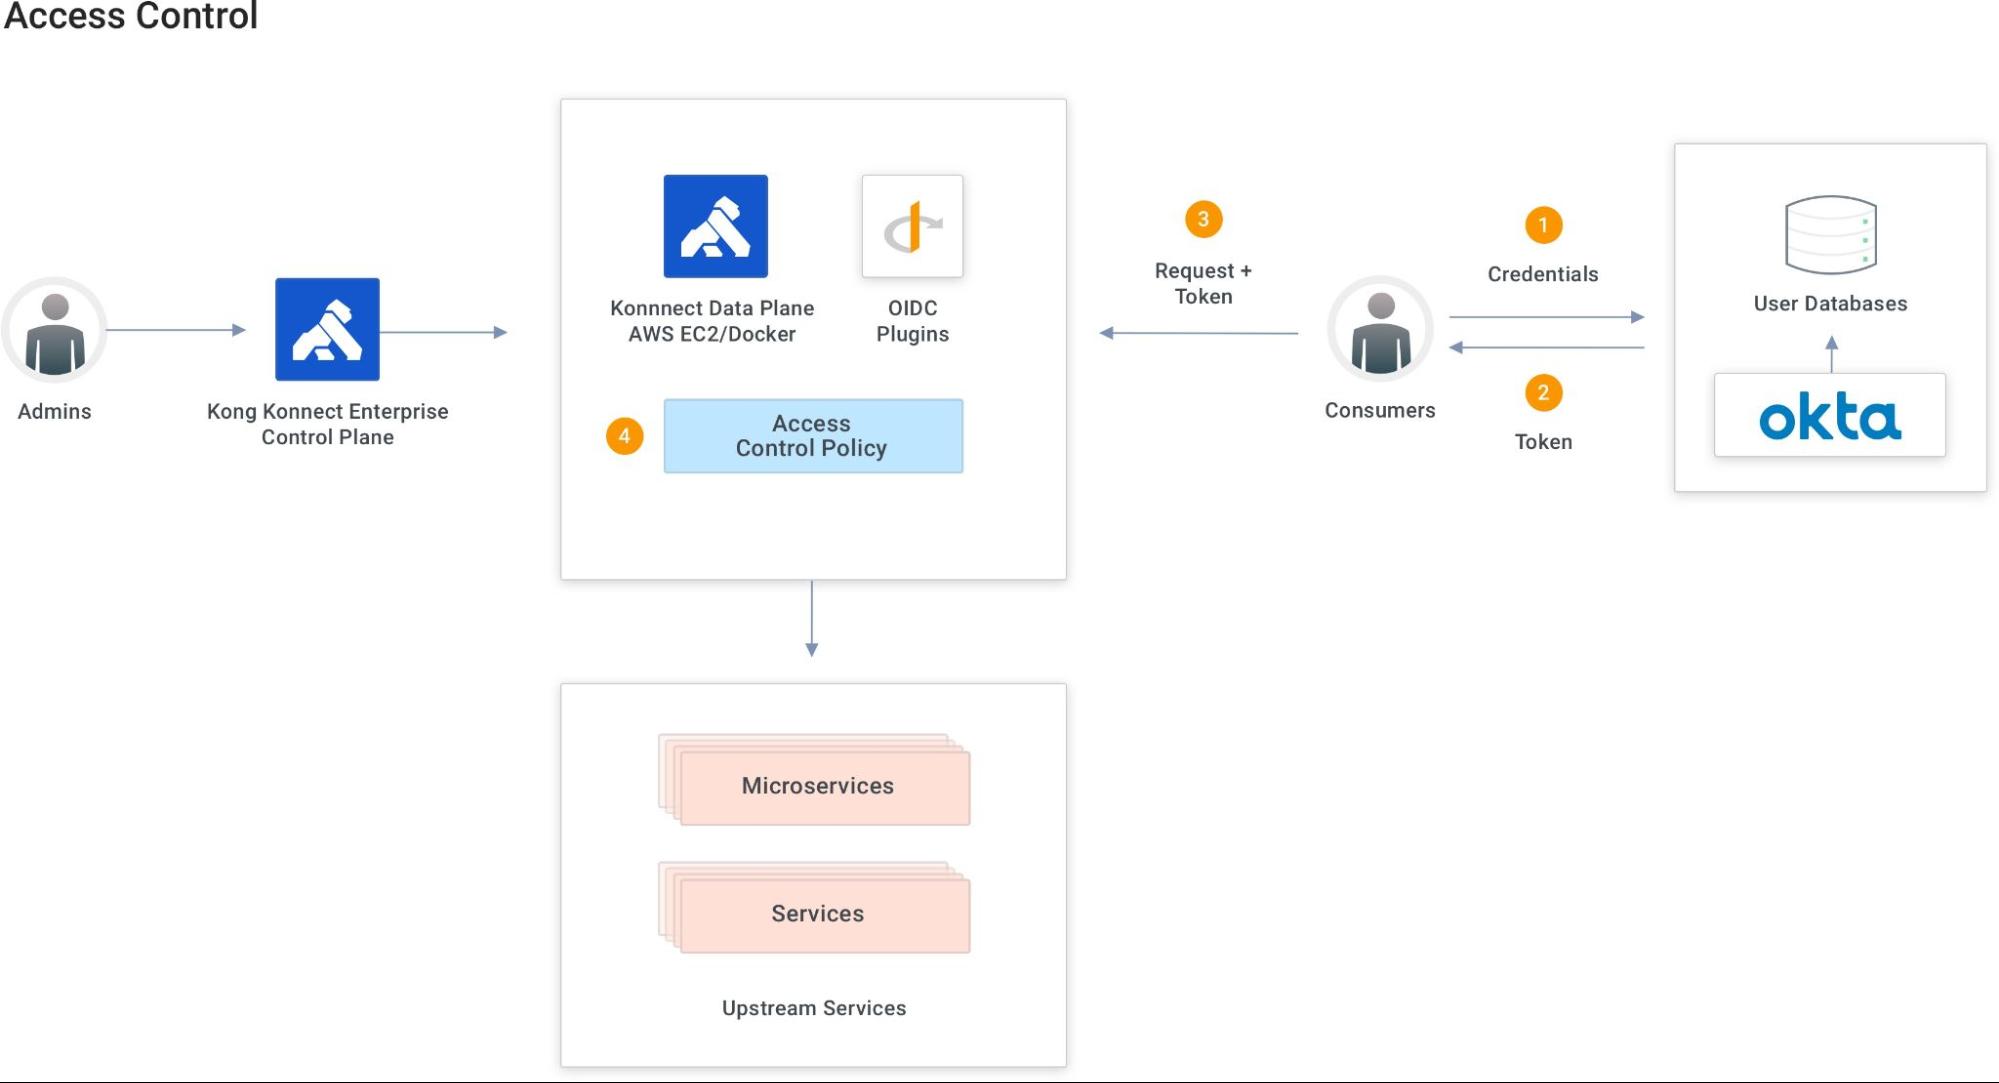 Access Control
Admins
Kong Konnect Enterprise
Control Plane
Konnnect Data Plane
AWS EC2/Docker
OIDC
Plugins
4
Access
Control Policy
3
Request +
Token
Consumers
1
Credentials
2
Token
User Databases
okta
Microservices
Services
Upstream Services